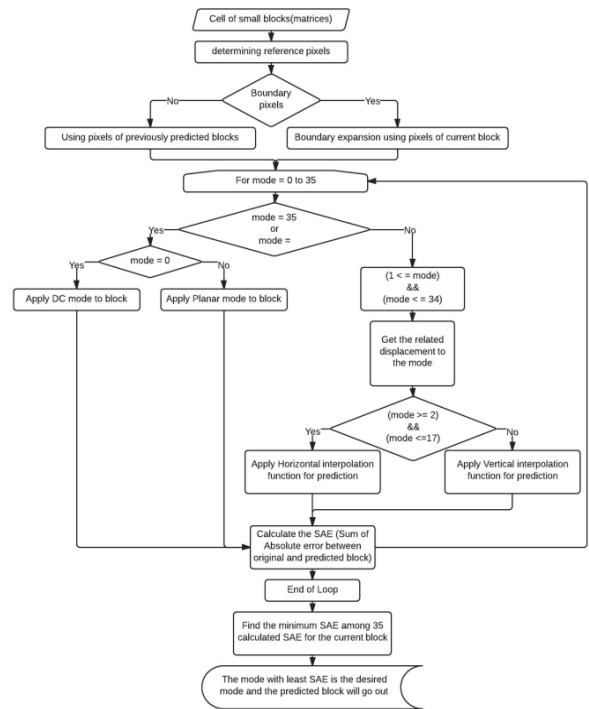 Cell of small blocks(matrices)
determining reference pixels
Boundary
pixels
No
Yes
Using pixels of previously predicted blocks
Boundary expansion using pixels of current block
For mode = 0 to 35
mode = 35
or
mode =
Yes
No
mode = 0
Yes
No
Apply DC mode to block
Apply Planar mode to block
(1 < = mode)
&&
(mode < = 34)
Get the related
displacement to
the mode
(mode >= 2)
&&
(mode <=17)
Yes
No
Apply Horizontal interpolation
function for prediction
Apply Vertical interpolation
function for prediction
Calculate the SAE (Sum of
Absolute error between
original and predicted block)
End of Loop
Find the minimum SAE among 35
calculated SAE for the current block
The mode with least SAE is the desired
mode and the predicted block will go out